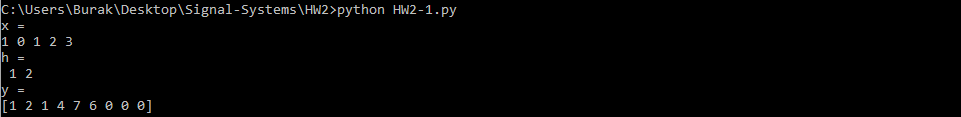 C:\Users\Burak\Desktop\Signal-Systems\HW2>python HW2-1.py
x =
1 0 1 2 3
h =
 1 2
y =
[1 2 1 4 7 6 0 0 0]